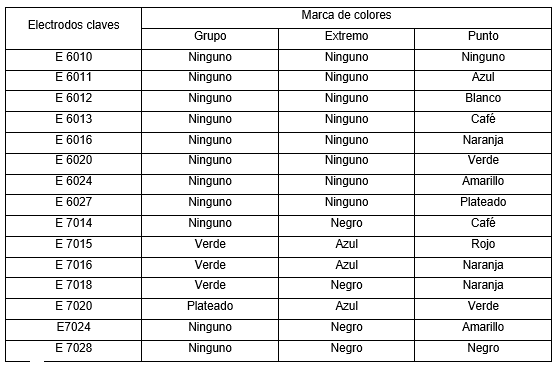 Electrodos claves Marca de colores
Grupo Extremo Punto
E 6010 Ninguno Ninguno Ninguno
E 6011 Ninguno Ninguno Azul
E 6012 Ninguno Ninguno Blanco
E 6013 Ninguno Ninguno Café
E 6016 Ninguno Ninguno Naranja
E 6020 Ninguno Ninguno Verde
E 6024 Ninguno Ninguno Amarillo
E 6027 Ninguno Ninguno Plateado
E 7014 Ninguno Negro Café
E 7015 Verde Azul Rojo
E 7016 Verde Azul Naranja
E 7018 Verde Negro Naranja
E 7020 Plateado Azul Verde
E7024 Ninguno Negro Amarillo
E 7028 Ninguno Negro Negro